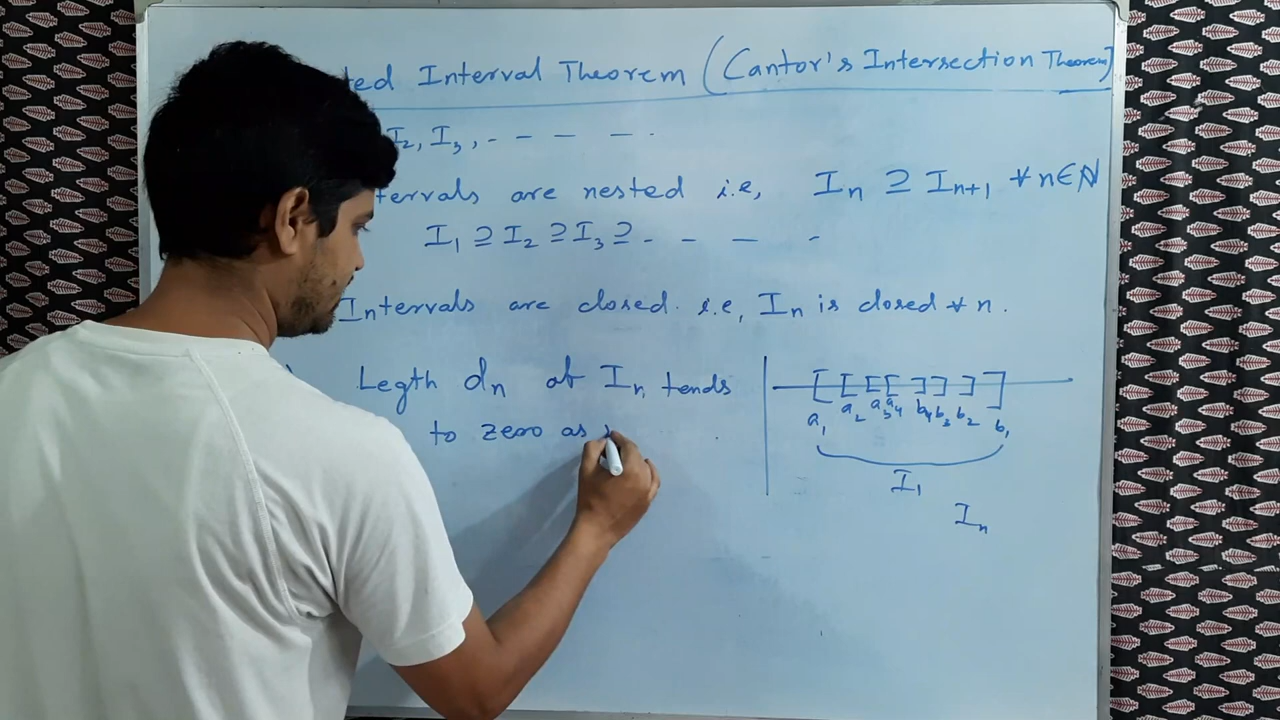 ted Interval Theorem (Cantor's Intersection Theorem]
I₂, I₃, - - - - .
tervals are nested i.e, Iₙ ⊇ Iₙ₊₁ ∀ n∈ℕ
I₁ ⊇ I₂ ⊇ I₃ ⊇ - - - -
Intervals are closed. i.e, Iₙ is closed ∀ n.
Legth dₙ of Iₙ tends
to zero as
[ [ [ [ ] ] ] ]
a₁ a₂ a₃ a₄ b₄ b₃ b₂ b₁
I₁
Iₙ